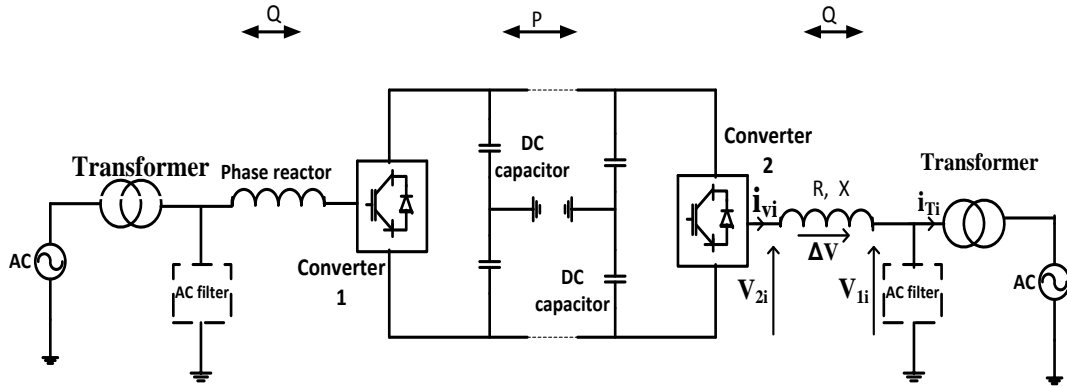 Q
P
Q
Transformer
Phase reactor
DC
capacitor
Converter
2
Transformer
R, X
i_vi
i_Ti
ΔV
AC
Converter
1
AC filter
DC
capacitor
V_2i
V_1i
AC filter
AC